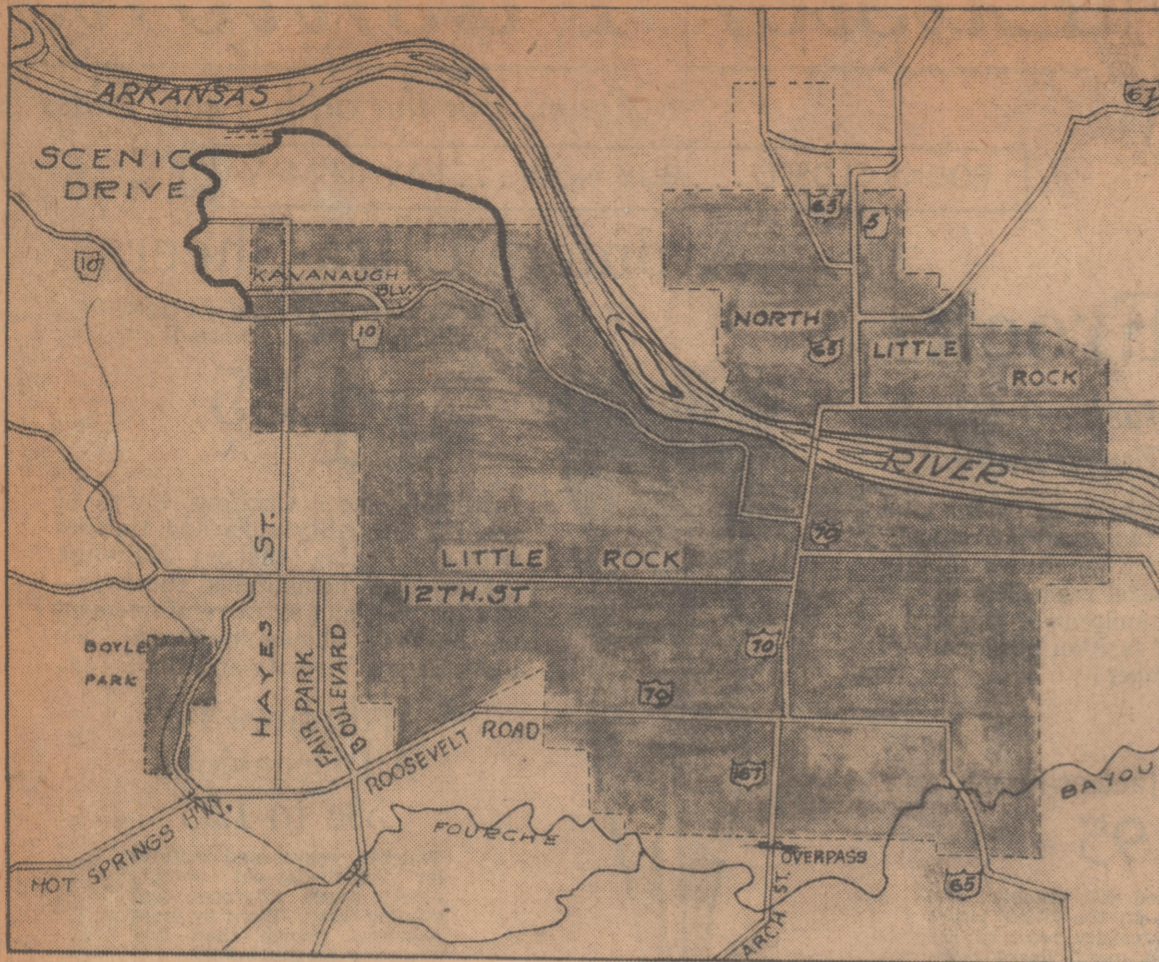 ARKANSAS
67
SCENIC
DRIVE
65
5
10
KAVANAUGH
BLV.
10
NORTH
65
LITTLE
ROCK
RIVER
HAYES ST.
LITTLE ROCK
70
12TH. ST
BOYLE
PARK
FAIR PARK
BOULEVARD
70
70
ROOSEVELT ROAD
167
BAYOU
HOT SPRINGS HWY.
FOURCHE
OVERPASS
ARCH ST.
65